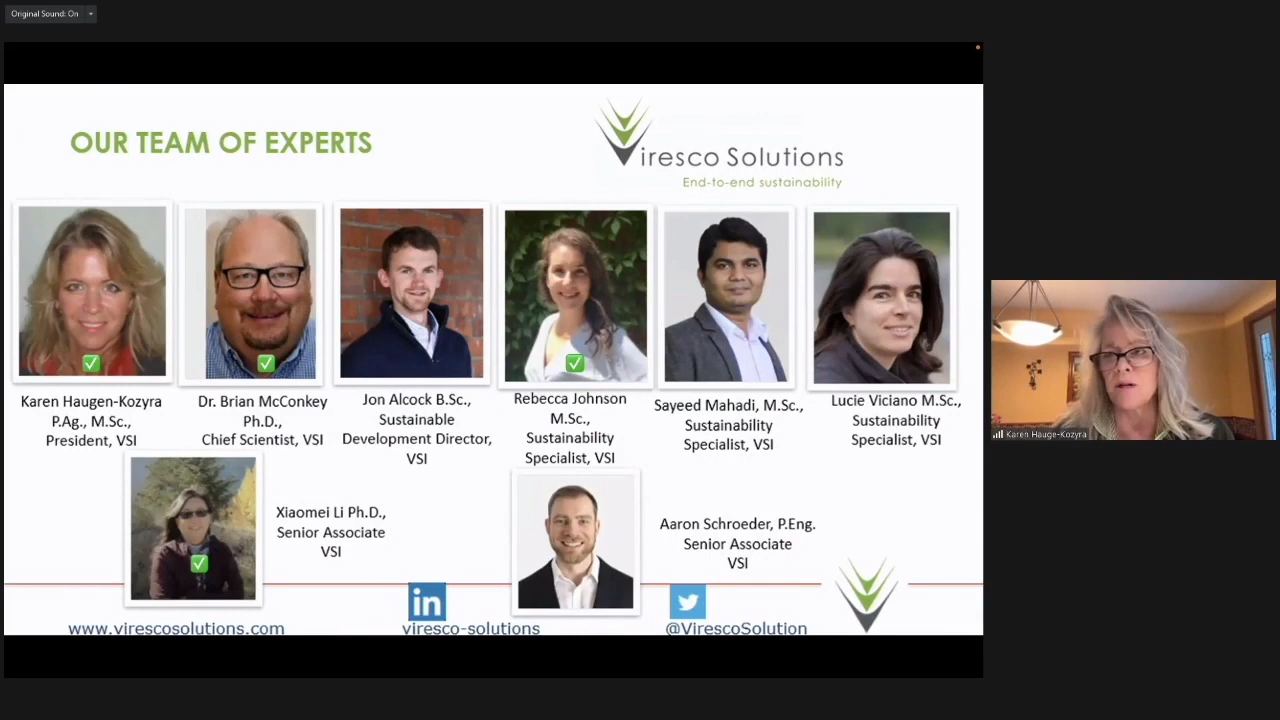 Original Sound: On
OUR TEAM OF EXPERTS
Viresco Solutions
End-to-end sustainability
Karen Haugen-Kozyra
P.Ag., M.Sc.,
President, VSI
Dr. Brian McConkey
Ph.D.,
Chief Scientist, VSI
Jon Alcock B.Sc.,
Sustainable
Development Director,
VSI
Rebecca Johnson
M.Sc.,
Sustainability
Specialist, VSI
Sayeed Mahadi, M.Sc.,
Sustainability
Specialist, VSI
Lucie Viciano M.Sc.,
Sustainability
Specialist, VSI
Karen Hauge-Kozyra
Xiaomei Li Ph.D.,
Senior Associate
VSI
Aaron Schroeder, P.Eng.
Senior Associate
VSI
in
www.virescosolutions.com
viresco-solutions
@VirescoSolution